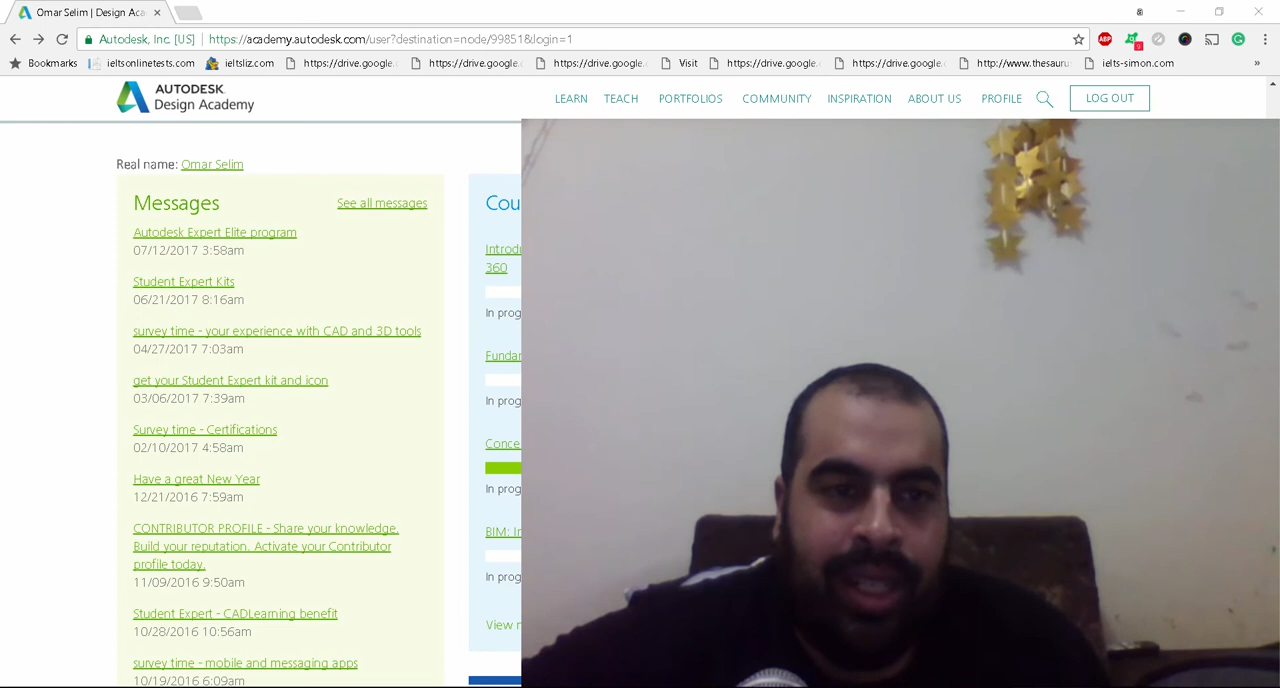 Omar Selim | Design Aca
Autodesk, Inc. [US] https://academy.autodesk.com/user?destination=node/99851&login=1
ABP 9
Bookmarks ieltsonlinetests.com ieltsliz.com https://drive.google. https://drive.google. https://drive.google. Visit https://drive.google. https://drive.google. http://www.thesauru ielts-simon.com »
AUTODESK.
Design Academy
LEARN TEACH PORTFOLIOS COMMUNITY INSPIRATION ABOUT US PROFILE LOG OUT
Real name: Omar Selim
Messages See all messages
Autodesk Expert Elite program
07/12/2017 3:58am
Student Expert Kits
06/21/2017 8:16am
survey time - your experience with CAD and 3D tools
04/27/2017 7:03am
get your Student Expert kit and icon
03/06/2017 7:39am
Survey time - Certifications
02/10/2017 4:58am
Have a great New Year
12/21/2016 7:59am
CONTRIBUTOR PROFILE - Share your knowledge.
Build your reputation. Activate your Contributor
profile today.
11/09/2016 9:50am
Student Expert - CADLearning benefit
10/28/2016 10:56am
survey time - mobile and messaging apps
10/19/2016 6:09am
Cou
Introdu
360
In prog
Fundar
In prog
Conce
In prog
BIM: In
In prog
View m